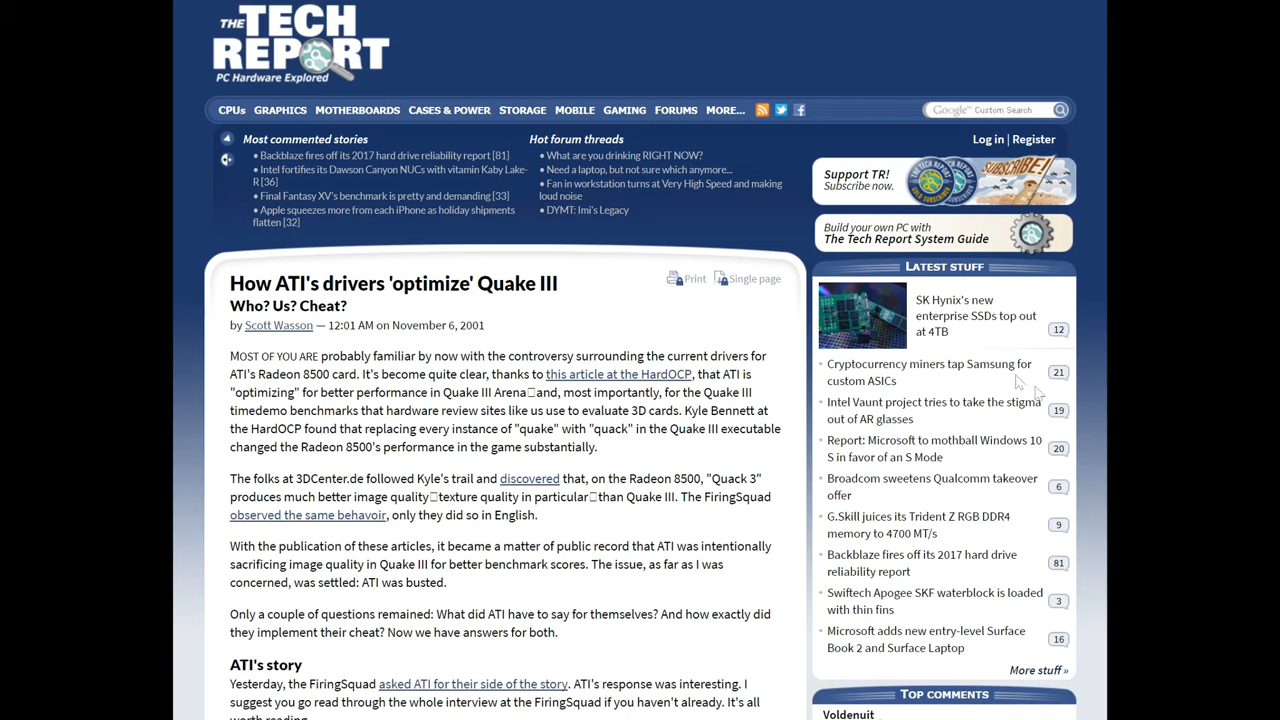 THE TECH REPORT
PC Hardware Explored
CPUs GRAPHICS MOTHERBOARDS CASES & POWER STORAGE MOBILE GAMING FORUMS MORE...
Google™ Custom Search
Most commented stories
• Backblaze fires off its 2017 hard drive reliability report [81]
• Intel fortifies its Dawson Canyon NUCs with vitamin Kaby Lake-
R [36]
• Final Fantasy XV's benchmark is pretty and demanding [33]
• Apple squeezes more from each iPhone as holiday shipments
flatten [32]
Hot forum threads
• What are you drinking RIGHT NOW?
• Need a laptop, but not sure which anymore...
• Fan in workstation turns at Very High Speed and making
loud noise
• DYMT: Imi's Legacy
Log in | Register
Support TR!
Subscribe now.
SUBSCRIBE!
Build your own PC with
The Tech Report System Guide
How ATI's drivers 'optimize' Quake III
Print Single page
Who? Us? Cheat?
by Scott Wasson — 12:01 AM on November 6, 2001
MOST OF YOU ARE probably familiar by now with the controversy surrounding the current drivers for
ATI's Radeon 8500 card. It's become quite clear, thanks to this article at the HardOCP, that ATI is
"optimizing" for better performance in Quake III Arena□and, most importantly, for the Quake III
timedemo benchmarks that hardware review sites like us use to evaluate 3D cards. Kyle Bennett at
the HardOCP found that replacing every instance of "quake" with "quack" in the Quake III executable
changed the Radeon 8500's performance in the game substantially.
The folks at 3DCenter.de followed Kyle's trail and discovered that, on the Radeon 8500, "Quack 3"
produces much better image quality□texture quality in particular□than Quake III. The FiringSquad
observed the same behavoir, only they did so in English.
With the publication of these articles, it became a matter of public record that ATI was intentionally
sacrificing image quality in Quake III for better benchmark scores. The issue, as far as I was
concerned, was settled: ATI was busted.
Only a couple of questions remained: What did ATI have to say for themselves? And how exactly did
they implement their cheat? Now we have answers for both.
ATI's story
Yesterday, the FiringSquad asked ATI for their side of the story. ATI's response was interesting. I
suggest you go read through the whole interview at the FiringSquad if you haven't already. It's all
worth reading.
LATEST STUFF
SK Hynix's new
enterprise SSDs top out
at 4TB
12
Cryptocurrency miners tap Samsung for
custom ASICs
21
Intel Vaunt project tries to take the stigma
out of AR glasses
19
Report: Microsoft to mothball Windows 10
S in favor of an S Mode
20
Broadcom sweetens Qualcomm takeover
offer
6
G.Skill juices its Trident Z RGB DDR4
memory to 4700 MT/s
9
Backblaze fires off its 2017 hard drive
reliability report
81
Swiftech Apogee SKF waterblock is loaded
with thin fins
3
Microsoft adds new entry-level Surface
Book 2 and Surface Laptop
16
More stuff »
TOP COMMENTS
Voldenuit